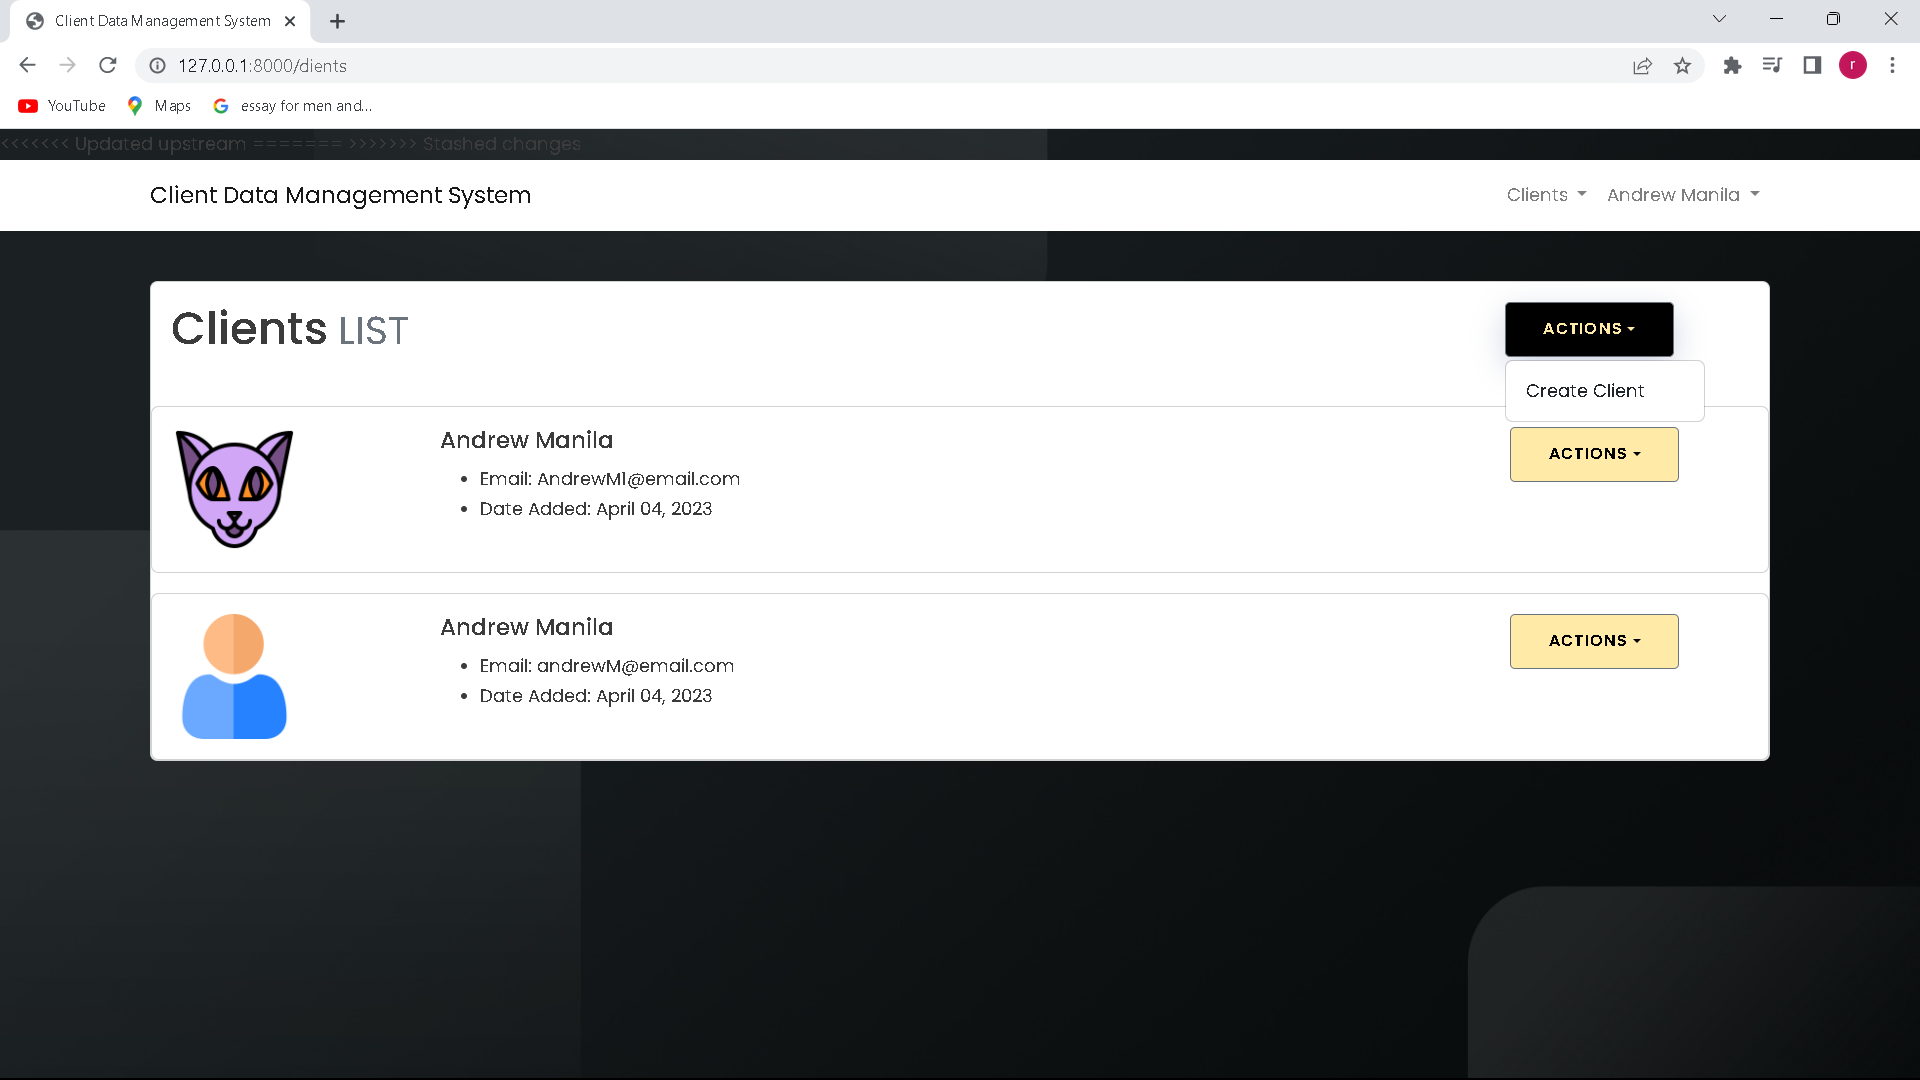 Client Data Management System
127.0.0.1:8000/clients
r
YouTube Maps essay for men and...
<<<<<<< Updated upstream ======= >>>>>>> Stashed changes
Client Data Management System Clients Andrew Manila
Clients LIST ACTIONS
Create Client
Andrew Manila ACTIONS
• Email: AndrewM1@email.com
• Date Added: April 04, 2023
Andrew Manila ACTIONS
• Email: andrewM@email.com
• Date Added: April 04, 2023